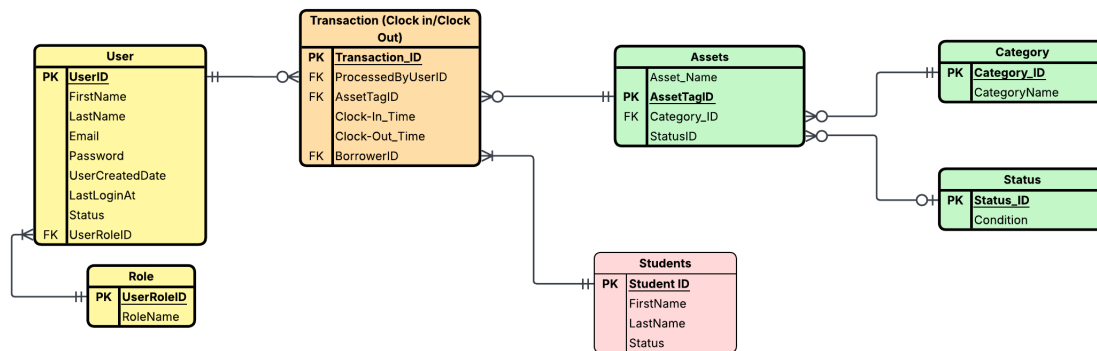 Transaction (Clock in/Clock
Out)
PK Transaction_ID
FK ProcessedByUserID
FK AssetTagID
Clock-In_Time
Clock-Out_Time
FK BorrowerID
User
PK UserID
FirstName
LastName
Email
Password
UserCreatedDate
LastLoginAt
Status
FK UserRoleID
Role
PK UserRoleID
RoleName
Assets
Asset_Name
PK AssetTagID
FK Category_ID
StatusID
Category
PK Category_ID
CategoryName
Status
PK Status_ID
Condition
Students
PK Student ID
FirstName
LastName
Status